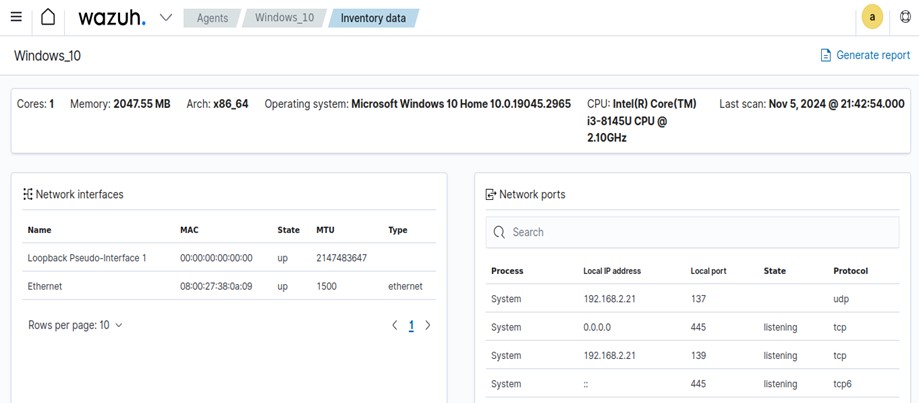 wazuh. Agents Windows_10 Inventory data a
Windows_10 Generate report
Cores: 1 Memory: 2047.55 MB Arch: x86_64 Operating system: Microsoft Windows 10 Home 10.0.19045.2965 CPU: Intel(R) Core(TM) Last scan: Nov 5, 2024 @ 21:42:54.000
i3-8145U CPU @
2.10GHz
Network interfaces
Name MAC State MTU Type
Loopback Pseudo-Interface 1 00:00:00:00:00:00 up 2147483647
Ethernet 08:00:27:38:0a:09 up 1500 ethernet
Rows per page: 10 1
Network ports
Search
Process Local IP address Local port State Protocol
System 192.168.2.21 137 udp
System 0.0.0.0 445 listening tcp
System 192.168.2.21 139 listening tcp
System :: 445 listening tcp6